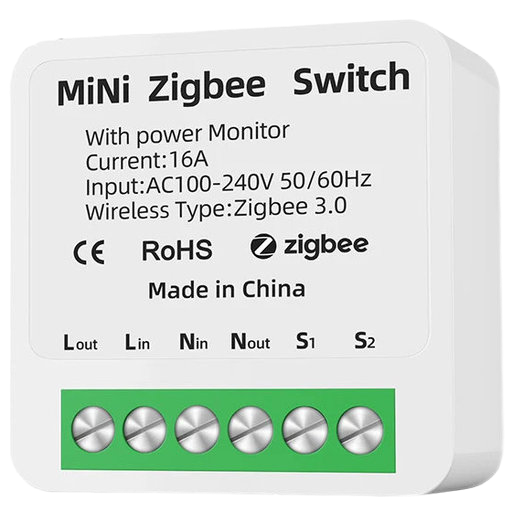 MiNi Zigbee Switch
With power Monitor
Current:16A
Input:AC100-240V 50/60Hz
Wireless Type:Zigbee 3.0
CE RoHS zigbee
Made in China
Lout Lin Nin Nout S1 S2